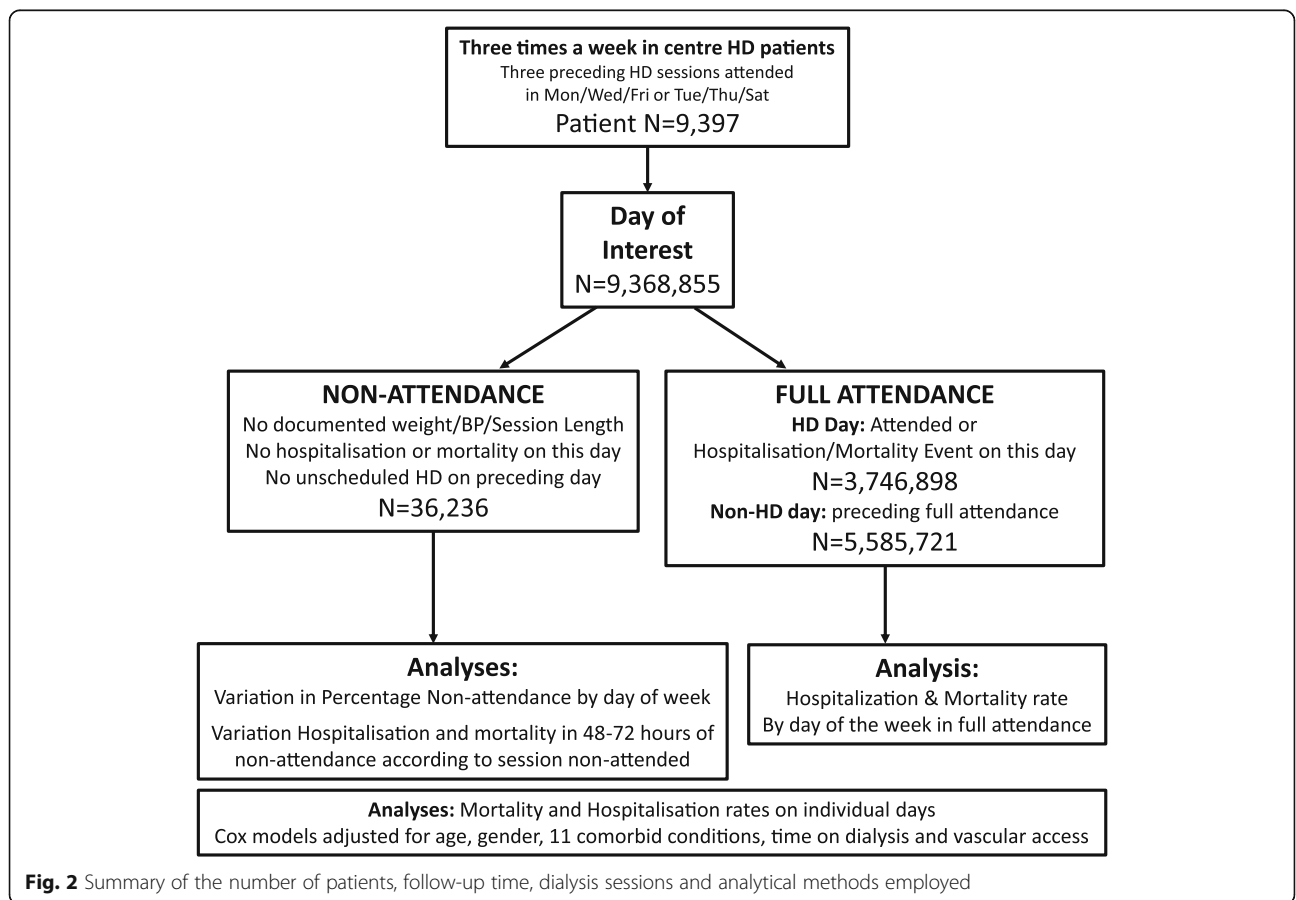 Three times a week in centre HD patients
Three preceding HD sessions attended
in Mon/Wed/Fri or Tue/Thu/Sat
Patient N=9,397
Day of
Interest
N=9,368,855
NON-ATTENDANCE
No documented weight/BP/Session Length
No hospitalisation or mortality on this day
No unscheduled HD on preceding day
N=36,236
FULL ATTENDANCE
HD Day: Attended or
Hospitalisation/Mortality Event on this day
N=3,746,898
Non-HD day: preceding full attendance
N=5,585,721
Analyses:
Variation in Percentage Non-attendance by day of week
Variation Hospitalisation and mortality in 48-72 hours of
non-attendance according to session non-attended
Analysis:
Hospitalization & Mortality rate
By day of the week in full attendance
Analyses: Mortality and Hospitalisation rates on individual days
Cox models adjusted for age, gender, 11 comorbid conditions, time on dialysis and vascular access
Fig. 2 Summary of the number of patients, follow-up time, dialysis sessions and analytical methods employed